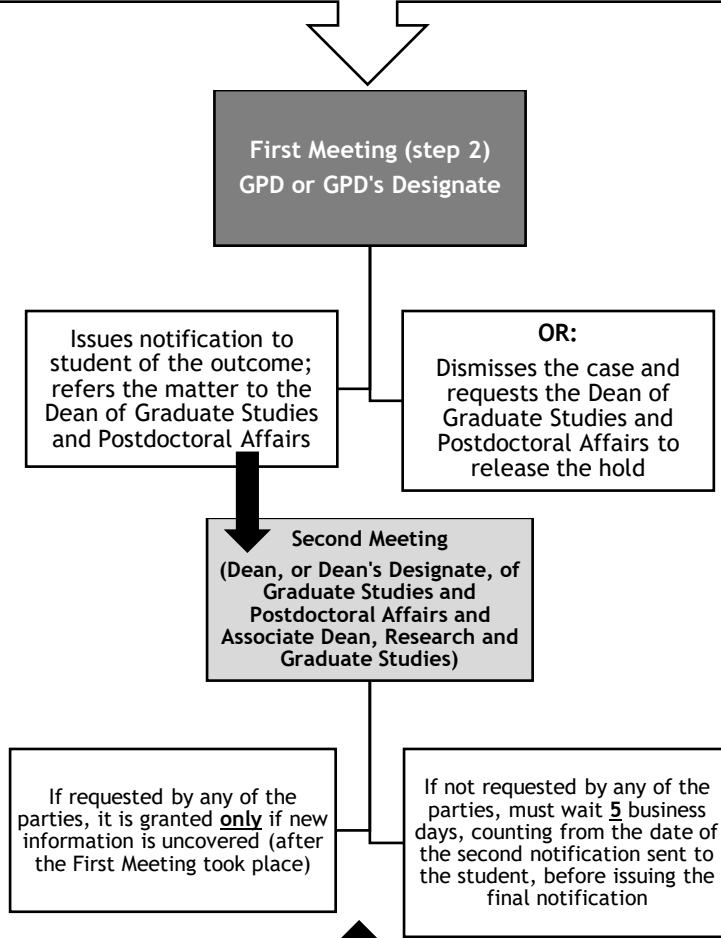 First Meeting (step 2)
GPD or GPD's Designate
Issues notification to
student of the outcome;
refers the matter to the
Dean of Graduate Studies
and Postdoctoral Affairs
OR:
Dismisses the case and
requests the Dean of
Graduate Studies and
Postdoctoral Affairs to
release the hold
Second Meeting
(Dean, or Dean's Designate, of
Graduate Studies and
Postdoctoral Affairs and
Associate Dean, Research and
Graduate Studies)
If requested by any of the
parties, it is granted only if new
information is uncovered (after
the First Meeting took place)
If not requested by any of the
parties, must wait 5 business
days, counting from the date of
the second notification sent to
the student, before issuing the
final notification